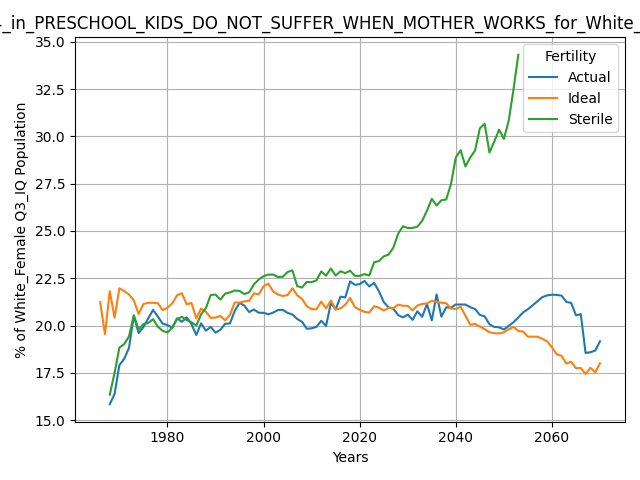 _in_PRESCHOOL_KIDS_DO_NOT_SUFFER_WHEN_MOTHER_WORKS_for_White_
35.0
32.5
30.0
27.5
25.0
22.5
20.0
17.5
15.0
% of White_Female Q3_IQ Population
Fertility
Actual
Ideal
Sterile
1980 2000 2020 2040 2060
Years